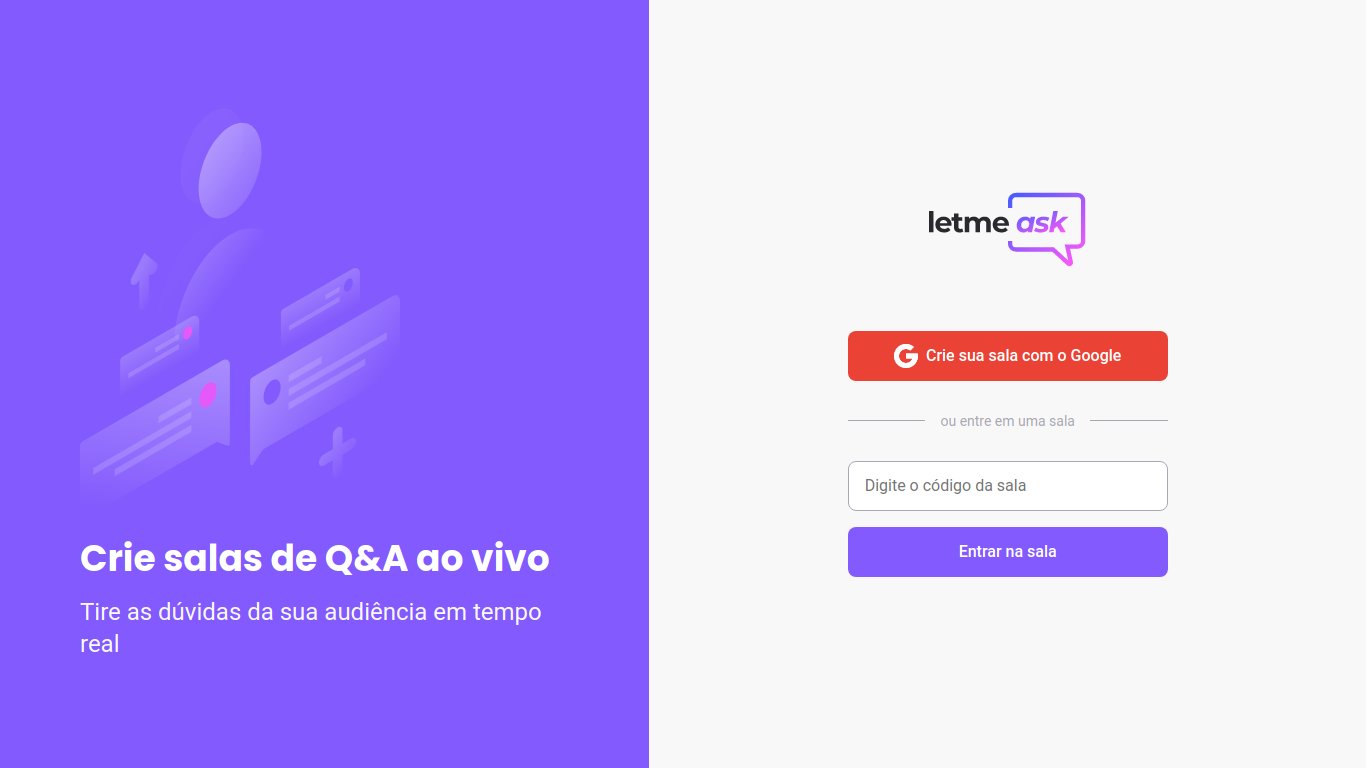 Crie salas de Q&A ao vivo
Tire as dúvidas da sua audiência em tempo
real
letmeask
Crie sua sala com o Google
ou entre em uma sala
Digite o código da sala
Entrar na sala